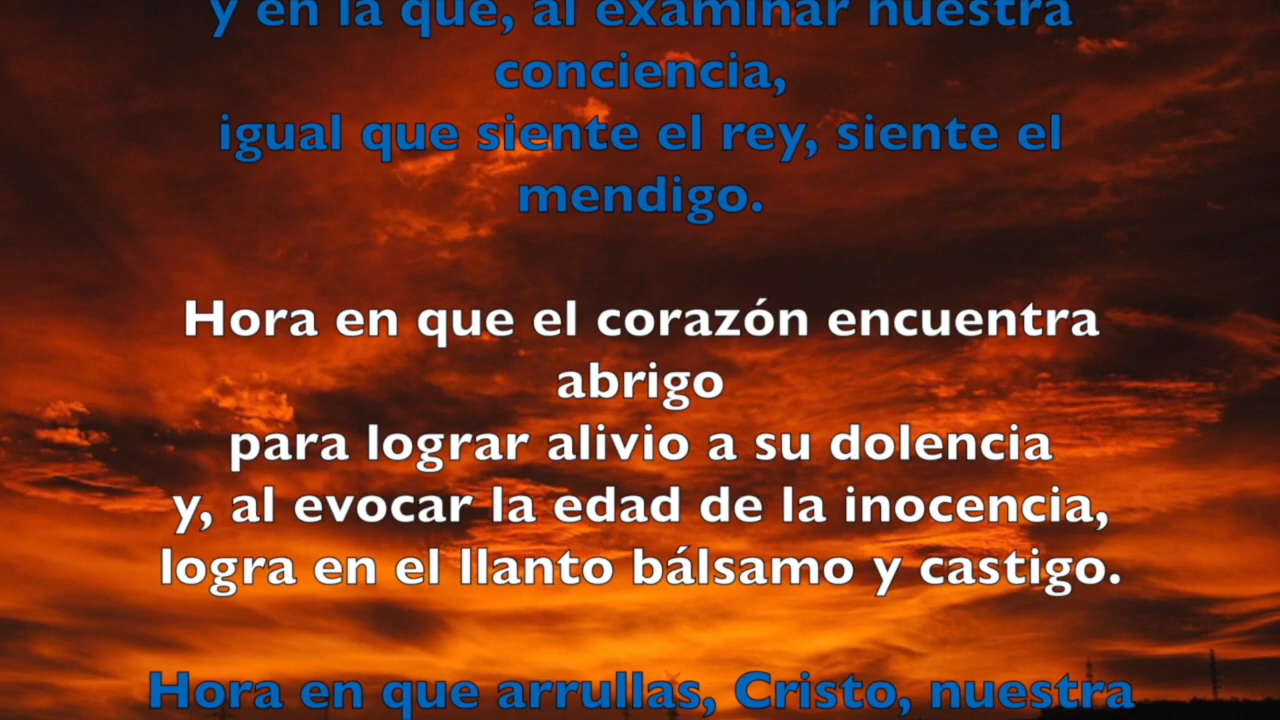 y en la que, al examinar nuestra
conciencia,
igual que siente el rey, siente el
mendigo.
Hora en que el corazón encuentra
abrigo
para lograr alivio a su dolencia
y, al evocar la edad de la inocencia,
logra en el llanto bálsamo y castigo.
Hora en que arrullas, Cristo, nuestra